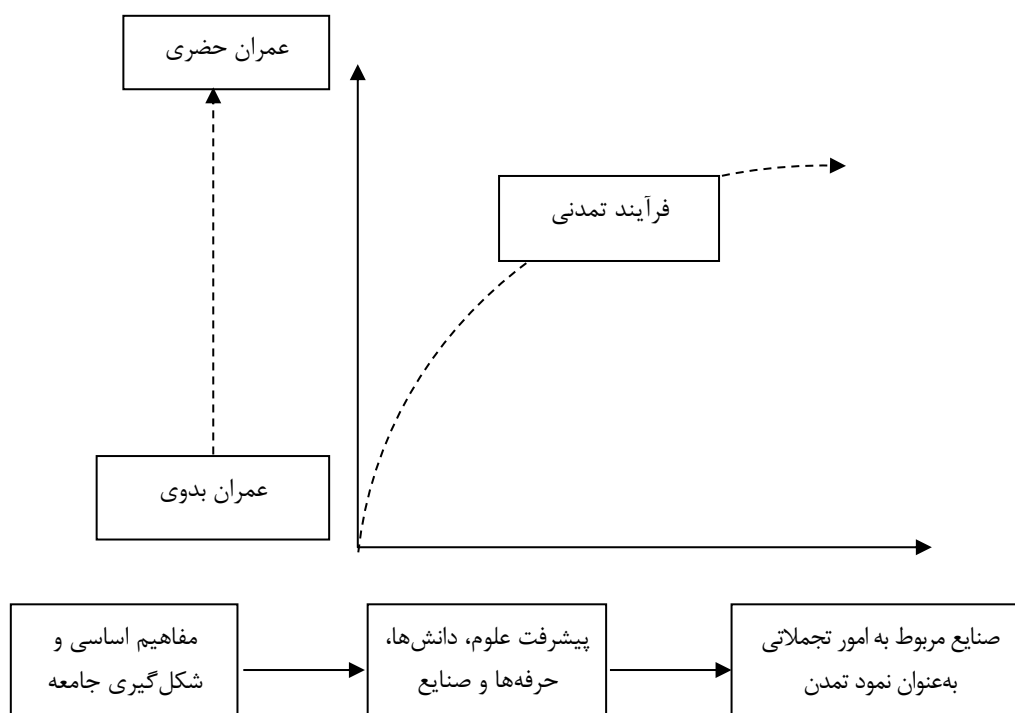 عمران حضری
فرآیند تمدنی
عمران بدوی
مفاهیم اساسی و
شکل‌گیری جامعه
پیشرفت علوم، دانش‌ها،
حرفه‌ها و صنایع
صنایع مربوط به امور تجملاتی
به‌عنوان نمود تمدن